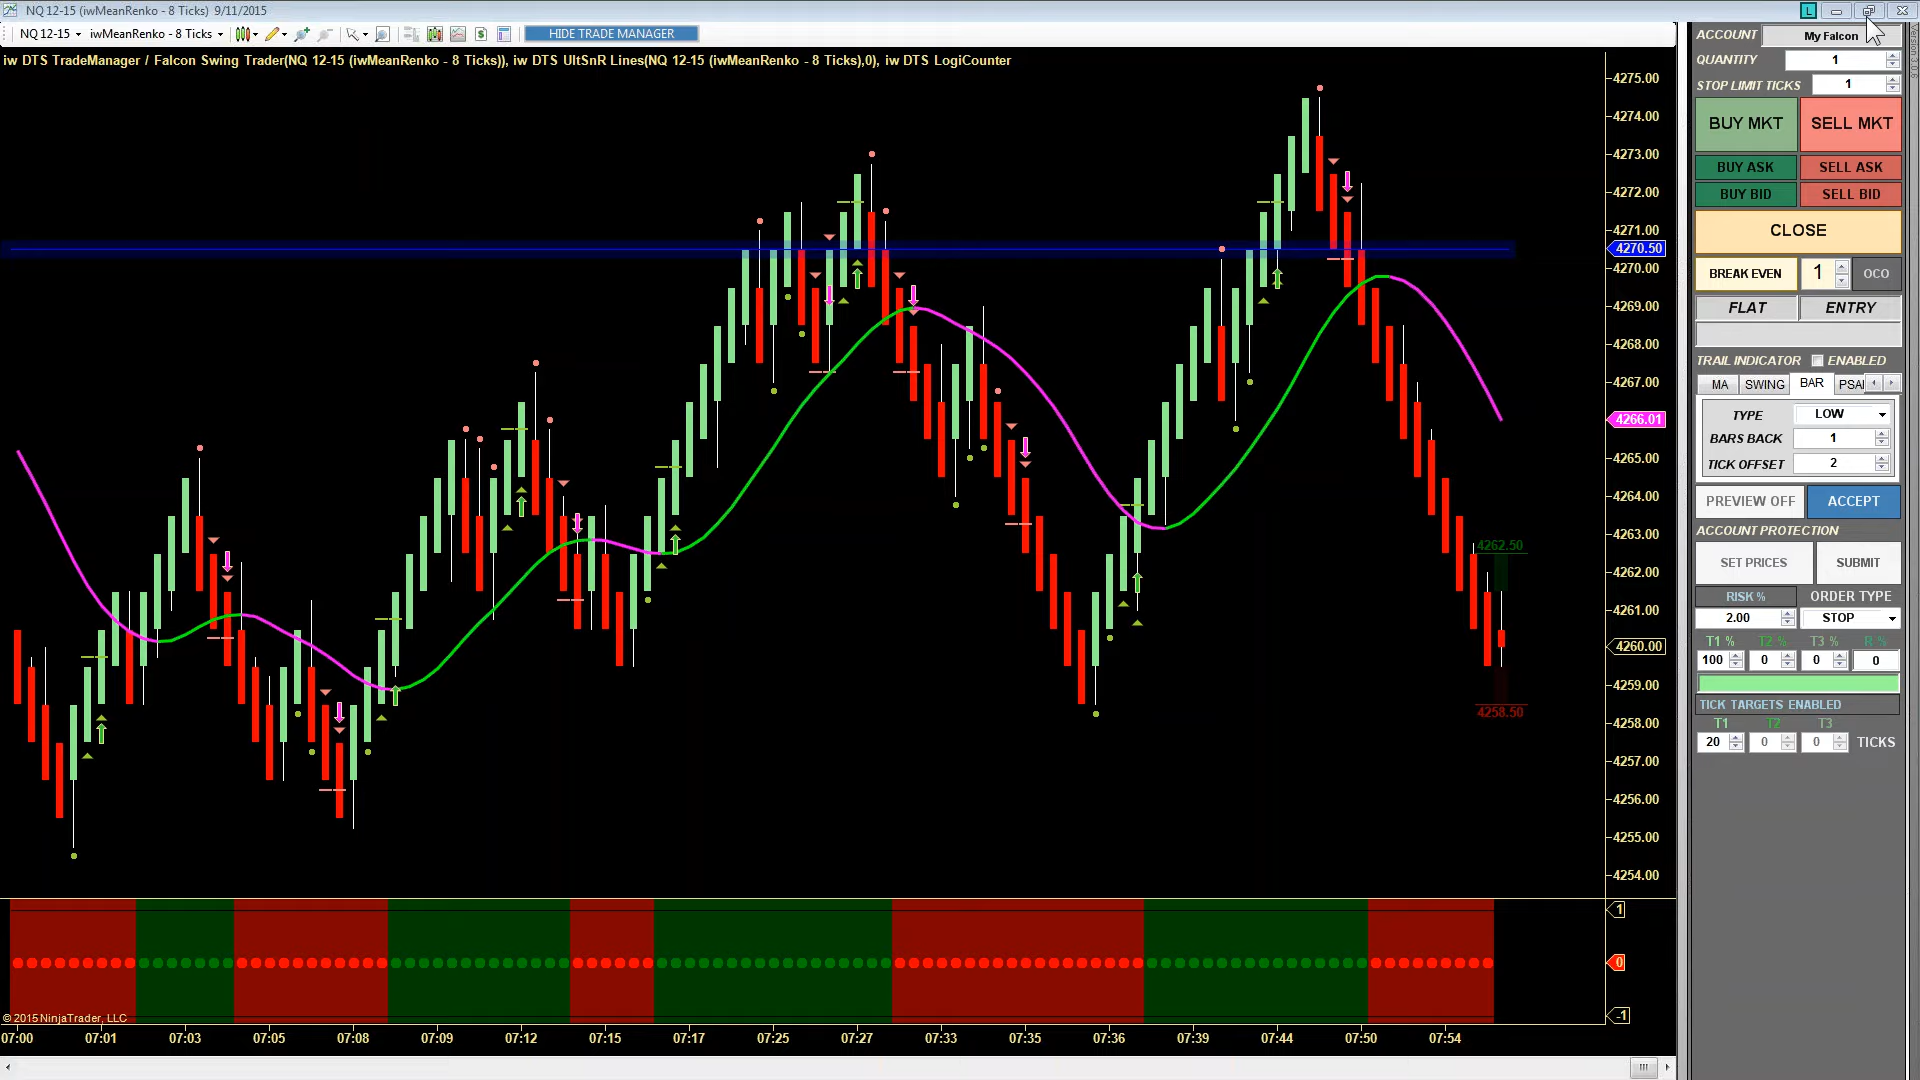 NQ 12-15 (iwMeanRenko - 8 Ticks) 9/11/2015
L
NQ 12-15 iwMeanRenko - 8 Ticks $ HIDE TRADE MANAGER
iw DTS TradeManager / Falcon Swing Trader(NQ 12-15 (iwMeanRenko - 8 Ticks)), iw DTS UltSnR Lines(NQ 12-15 (iwMeanRenko - 8 Ticks),0), iw DTS LogiCounter
4275.00
4274.00
4273.00
4272.00
4271.00
4270.50
4270.00
4269.00
4268.00
4267.00
4266.01
4265.00
4264.00
4263.00
4262.00
4261.00
4260.00
4259.00
4258.00
4257.00
4256.00
4255.00
4254.00
4262.50
4258.50
1
0
-1
© 2015 NinjaTrader, LLC
07:00 07:01 07:03 07:05 07:08 07:09 07:12 07:15 07:17 07:25 07:27 07:33 07:35 07:36 07:39 07:44 07:50 07:54
ACCOUNT My Falcon
QUANTITY 1
STOP LIMIT TICKS 1
BUY MKT SELL MKT
BUY ASK SELL ASK
BUY BID SELL BID
CLOSE
BREAK EVEN 1 OCO
FLAT ENTRY
TRAIL INDICATOR ENABLED
MA SWING BAR PSA
TYPE LOW
BARS BACK 1
TICK OFFSET 2
PREVIEW OFF ACCEPT
ACCOUNT PROTECTION
SET PRICES SUBMIT
RISK % ORDER TYPE
2.00 STOP
T1 % T2 % T3 % R %
100 0 0 0
TICK TARGETS ENABLED
T1 T2 T3
20 0 0 TICKS